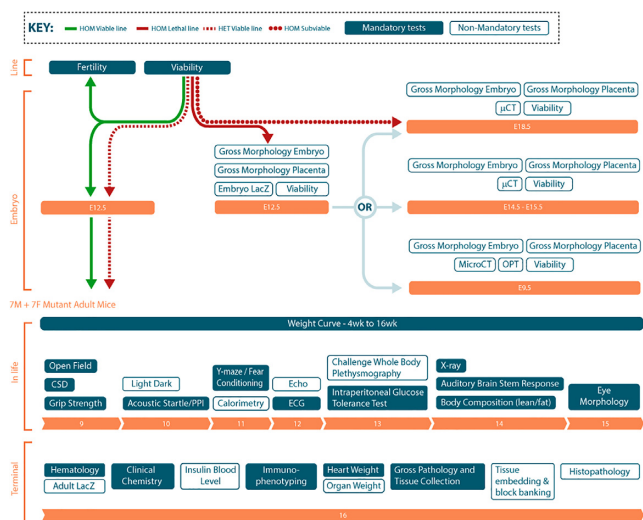 KEY:
HOM Viable line
HOM Lethal line
HET Viable line
HOM Subviable
Mandatory tests
Non-Mandatory tests
Line
Fertility
Viability
Embryo
Gross Morphology Embryo
Gross Morphology Placenta
μCT
Viability
E18.5
Gross Morphology Embryo
Gross Morphology Placenta
Embryo LacZ
Viability
E12.5
E12.5
OR
Gross Morphology Embryo
Gross Morphology Placenta
μCT
Viability
E14.5 - E15.5
Gross Morphology Embryo
Gross Morphology Placenta
MicroCT
OPT
Viability
E9.5
7M + 7F Mutant Adult Mice
In life
Weight Curve - 4wk to 16wk
Open Field
CSD
Grip Strength
9
Light Dark
Acoustic Startle/PPI
10
Y-maze / Fear
Conditioning
Calorimetry
11
Echo
ECG
12
Challenge Whole Body
Plethysmography
Intraperitoneal Glucose
Tolerance Test
13
X-ray
Auditory Brain Stem Response
Body Composition (lean/fat)
14
Eye
Morphology
15
Terminal
Hematology
Adult LacZ
Clinical
Chemistry
Insulin Blood
Level
Immuno-
phenotyping
Heart Weight
Organ Weight
Gross Pathology and
Tissue Collection
Tissue
embedding &
block banking
Histopathology
16